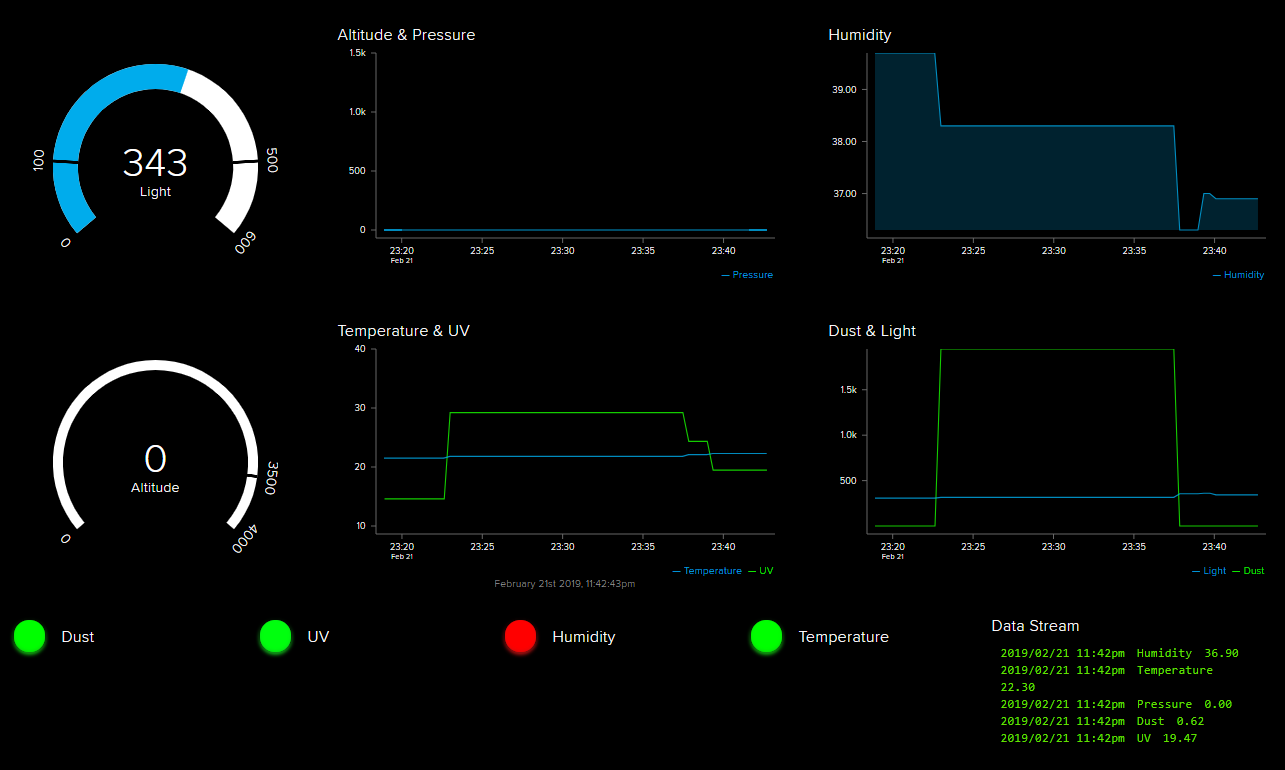 343
Light
0
100
500
600
Altitude & Pressure
1.5k
1.0k
500
0
23:20
Feb 21
23:25
23:30
23:35
23:40
— Pressure
Humidity
39.00
38.00
37.00
23:20
Feb 21
23:25
23:30
23:35
23:40
— Humidity
0
Altitude
0
3500
4000
Temperature & UV
40
30
20
10
23:20
Feb 21
23:25
23:30
23:35
23:40
— Temperature — UV
February 21st 2019, 11:42:43pm
Dust & Light
1.5k
1.0k
500
23:20
Feb 21
23:25
23:30
23:35
23:40
— Light — Dust
Dust
UV
Humidity
Temperature
Data Stream
2019/02/21 11:42pm Humidity 36.90
2019/02/21 11:42pm Temperature
22.30
2019/02/21 11:42pm Pressure 0.00
2019/02/21 11:42pm Dust 0.62
2019/02/21 11:42pm UV 19.47